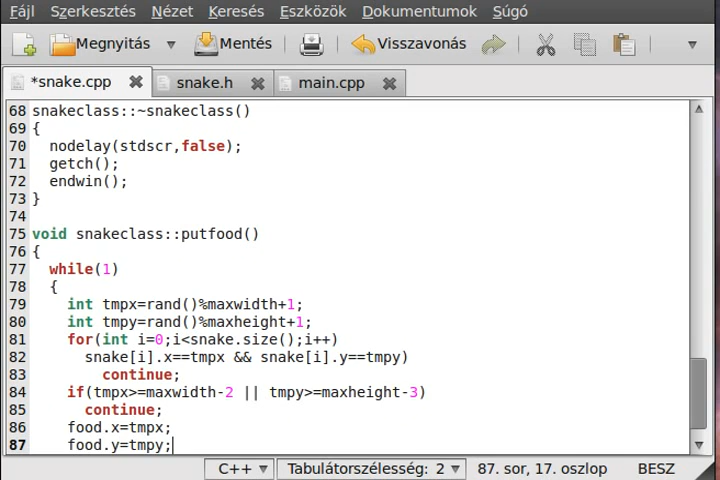 Fájl Szerkesztés Nézet Keresés Eszközök Dokumentumok Súgó
Megnyitás Mentés Visszavonás
*snake.cpp snake.h main.cpp
68 snakeclass::~snakeclass()
69 {
70   nodelay(stdscr,false);
71   getch();
72   endwin();
73 }
74
75 void snakeclass::putfood()
76 {
77   while(1)
78   {
79     int tmpx=rand()%maxwidth+1;
80     int tmpy=rand()%maxheight+1;
81     for(int i=0;i<snake.size();i++)
82       snake[i].x==tmpx && snake[i].y==tmpy)
83         continue;
84     if(tmpx>=maxwidth-2 || tmpy>=maxheight-3)
85       continue;
86     food.x=tmpx;
87     food.y=tmpy;
C++ Tabulátorszélesség: 2 87. sor, 17. oszlop BESZ